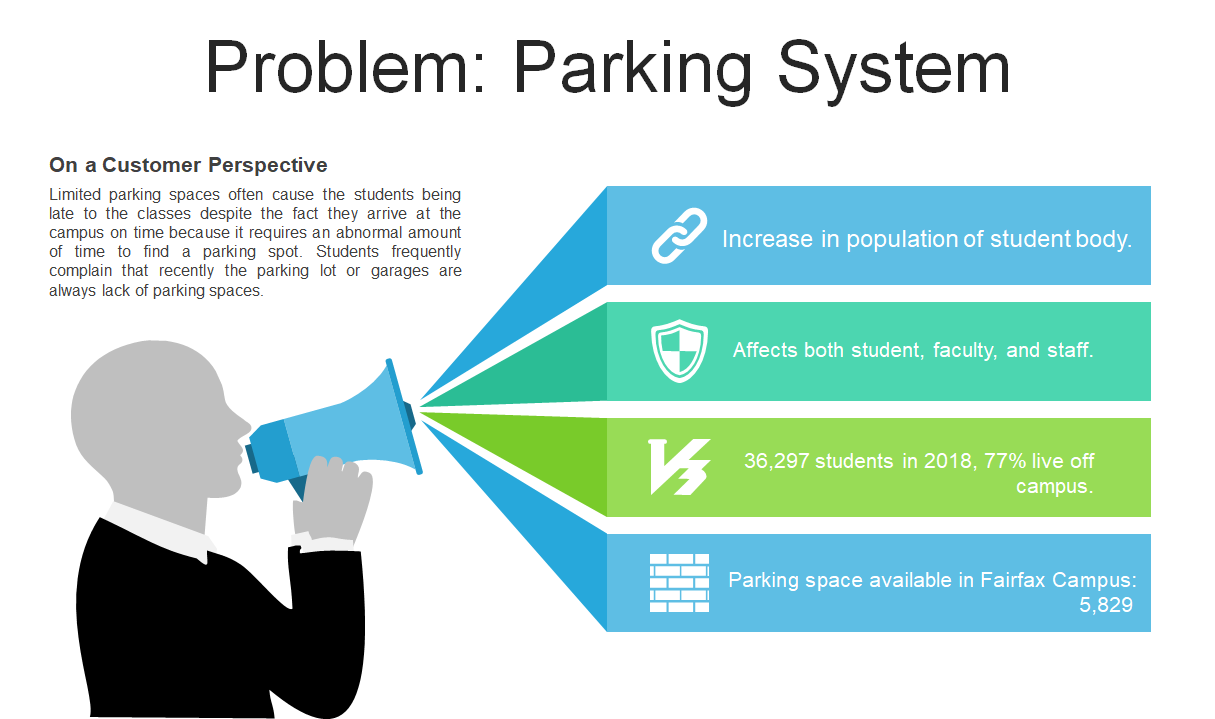 Problem: Parking System
On a Customer Perspective
Limited parking spaces often cause the students being
late to the classes despite the fact they arrive at the
campus on time because it requires an abnormal amount
of time to find a parking spot. Students frequently
complain that recently the parking lot or garages are
always lack of parking spaces.
Increase in population of student body.
Affects both student, faculty, and staff.
36,297 students in 2018, 77% live off
campus.
Parking space available in Fairfax Campus:
5,829